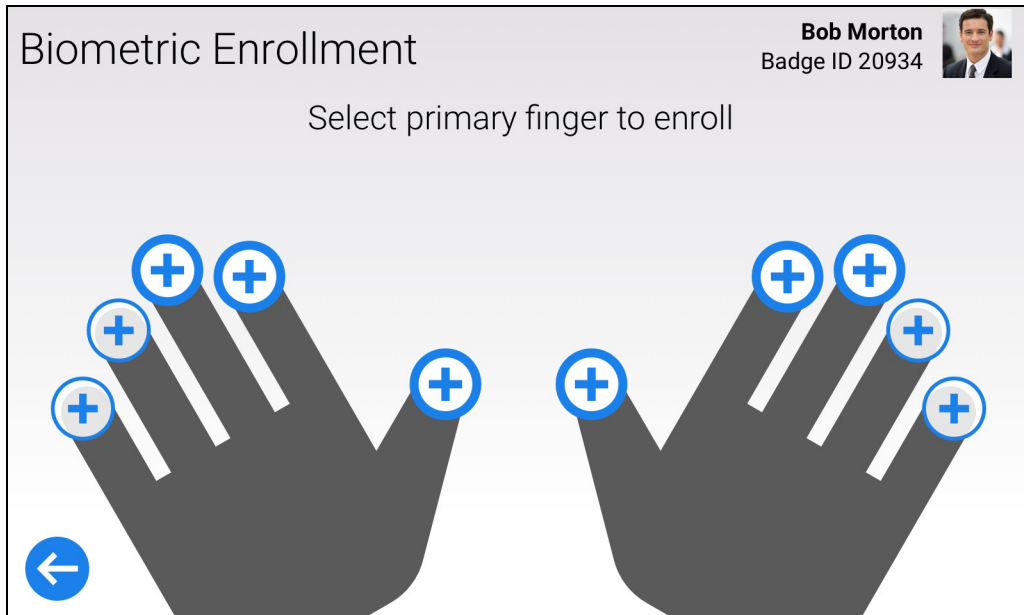 Biometric Enrollment
Bob Morton
Badge ID 20934
Select primary finger to enroll